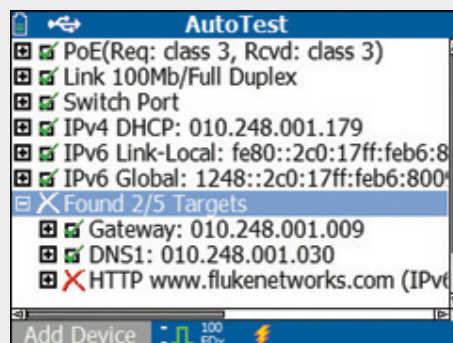 AutoTest
PoE(Req: class 3, Rcvd: class 3)
Link 100Mb/Full Duplex
Switch Port
IPv4 DHCP: 010.248.001.179
IPv6 Link-Local: fe80::2c0:17ff:feb6:8
IPv6 Global: 1248::2c0:17ff:feb6:800
Found 2/5 Targets
Gateway: 010.248.001.009
DNS1: 010.248.001.030
HTTP www.flukenetworks.com (IPv6
Add Device
100
FDx